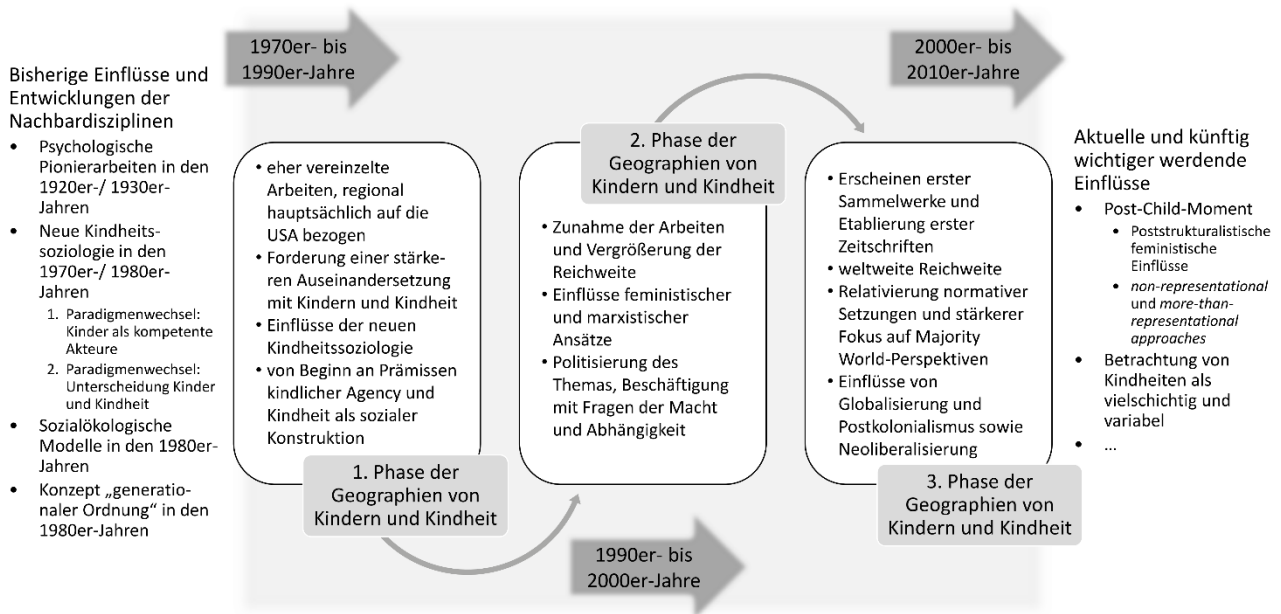 1970er- bis
1990er-Jahre
2000er- bis
2010er-Jahre
Bisherige Einflüsse und
Entwicklungen der
Nachbardisziplinen
• Psychologische
Pionierarbeiten in den
1920er-/ 1930er-
Jahren
• Neue Kindheits-
soziologie in den
1970er-/ 1980er-
Jahren
1. Paradigmenwechsel:
Kinder als kompetente
Akteure
2. Paradigmenwechsel:
Unterscheidung Kinder
und Kindheit
• Sozialökologische
Modelle in den 1980er-
Jahren
• Konzept „generatio-
naler Ordnung“ in den
1980er-Jahren
• eher vereinzelte
Arbeiten, regional
hauptsächlich auf die
USA bezogen
• Forderung einer stärke-
ren Auseinandersetzung
mit Kindern und Kindheit
• Einflüsse der neuen
Kindheitssoziologie
• von Beginn an Prämissen
kindlicher Agency und
Kindheit als sozialer
Konstruktion
1. Phase der
Geographien von
Kindern und Kindheit
2. Phase der
Geographien von
Kindern und Kindheit
• Zunahme der Arbeiten
und Vergrößerung der
Reichweite
• Einflüsse feministischer
und marxistischer
Ansätze
• Politisierung des
Themas, Beschäftigung
mit Fragen der Macht
und Abhängigkeit
1990er- bis
2000er-Jahre
• Erscheinen erster
Sammelwerke und
Etablierung erster
Zeitschriften
• weltweite Reichweite
• Relativierung normativer
Setzungen und stärkerer
Fokus auf Majority
World-Perspektiven
• Einflüsse von
Globalisierung und
Postkolonialismus sowie
Neoliberalisierung
3. Phase der
Geographien von
Kindern und Kindheit
Aktuelle und künftig
wichtiger werdende
Einflüsse
• Post-Child-Moment
• Poststrukturalistische
feministische
Einflüsse
• non-representational
und more-than-
representational
approaches
• Betrachtung von
Kindheiten als
vielschichtig und
variabel
• ...